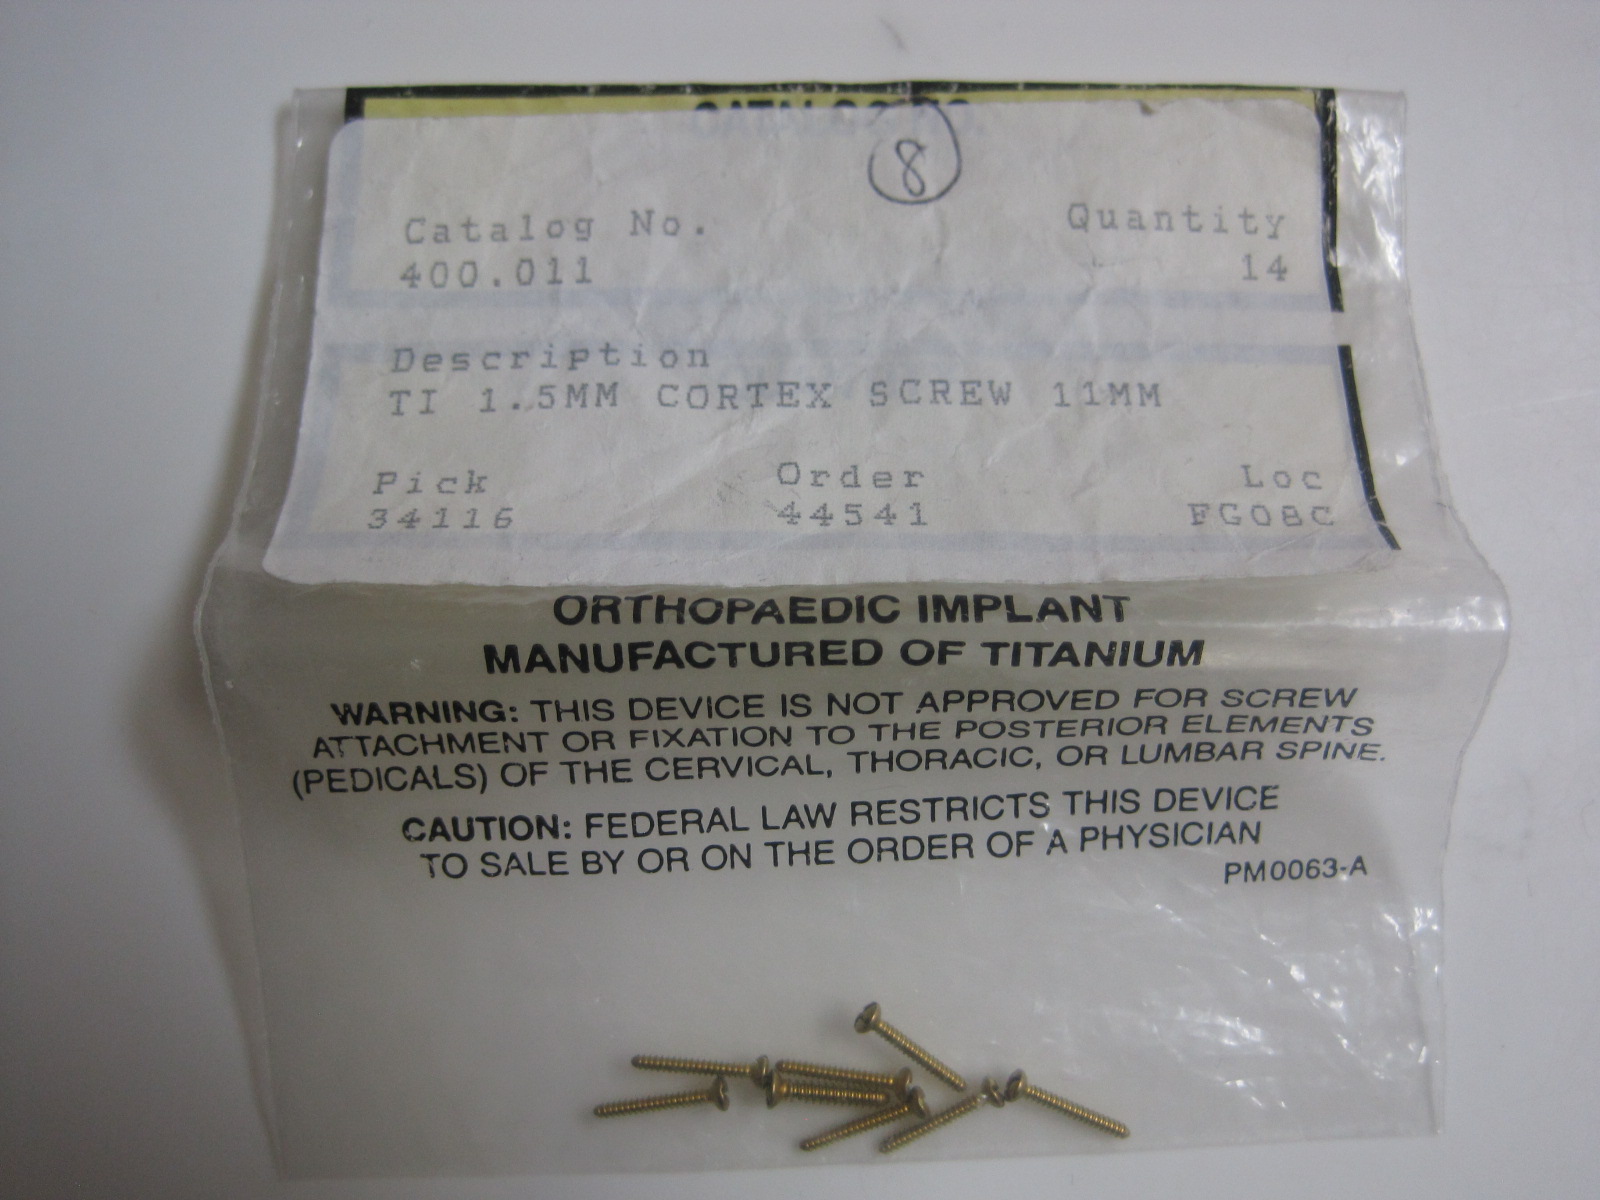 CATALOG NO.
8
Catalog No. Quantity
400.011 14
Description
TI 1.5MM CORTEX SCREW 11MM
Pick Order Loc
34116 44541 FG08C
ORTHOPAEDIC IMPLANT
MANUFACTURED OF TITANIUM
WARNING: THIS DEVICE IS NOT APPROVED FOR SCREW
ATTACHMENT OR FIXATION TO THE POSTERIOR ELEMENTS
(PEDICALS) OF THE CERVICAL, THORACIC, OR LUMBAR SPINE.
CAUTION: FEDERAL LAW RESTRICTS THIS DEVICE
TO SALE BY OR ON THE ORDER OF A PHYSICIAN
PM0063-A